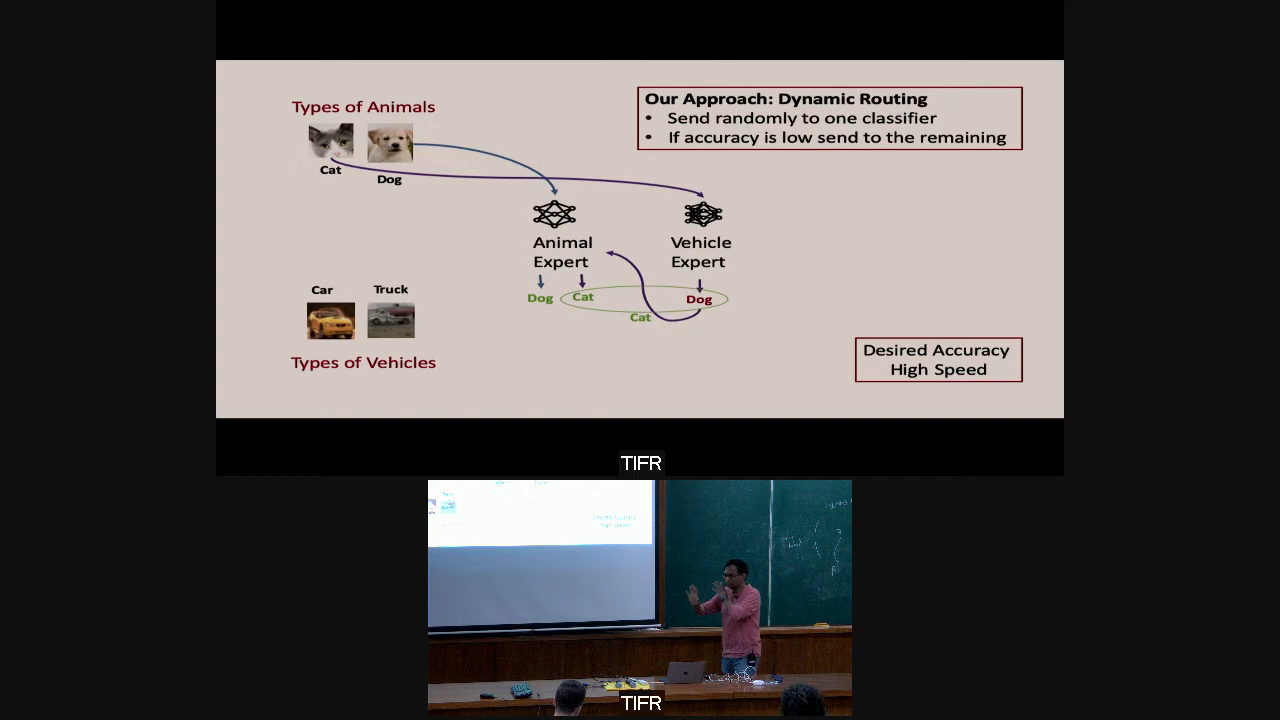 Types of Animals
Cat
Dog
Our Approach: Dynamic Routing
• Send randomly to one classifier
• If accuracy is low send to the remaining
Animal
Expert
Vehicle
Expert
Dog
Cat
Dog
Cat
Car
Truck
Types of Vehicles
Desired Accuracy
High Speed
TIFR
TIFR